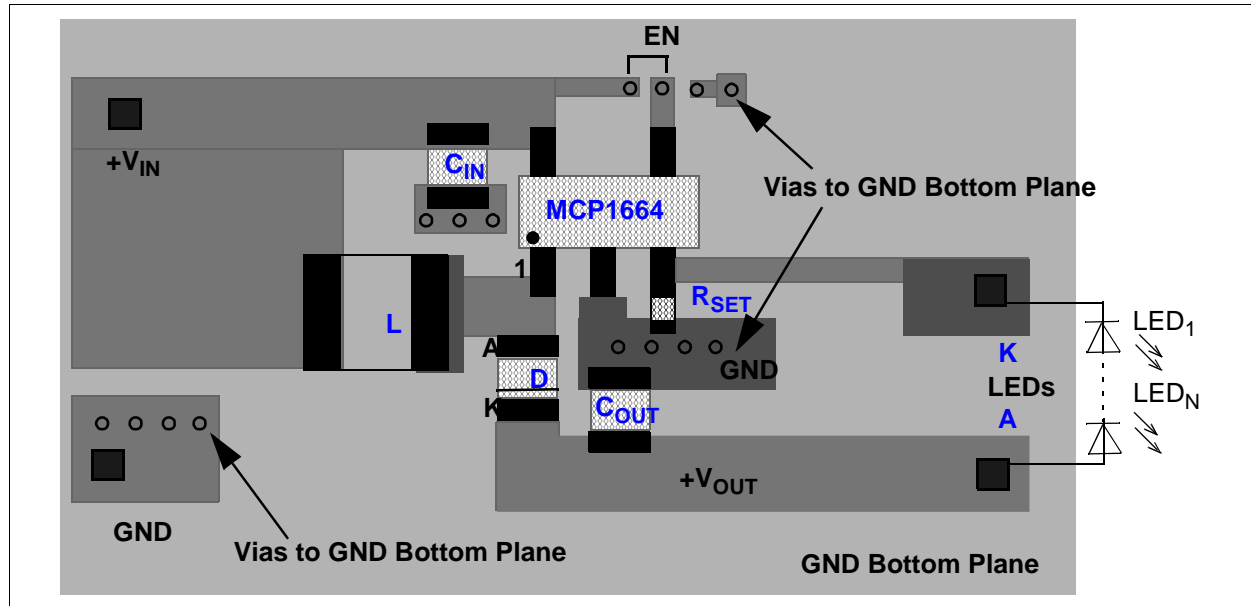 EN
+VIN
CIN
Vias to GND Bottom Plane
MCP1664
1
RSET
L
A
D
K
COUT
GND
K
LEDs
A
LED1
LEDN
+VOUT
GND
Vias to GND Bottom Plane
GND Bottom Plane